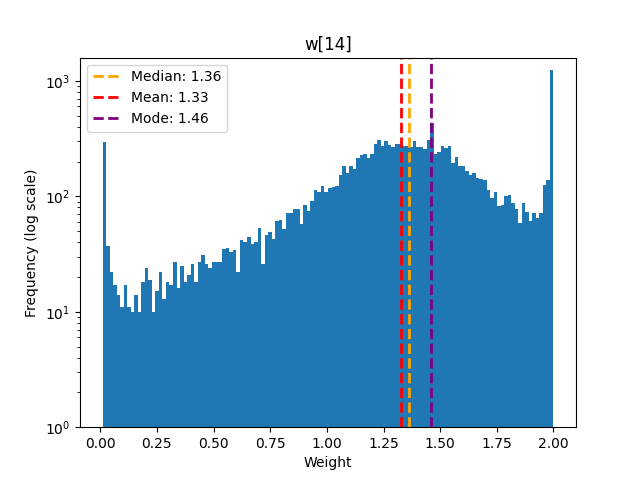 w[14]
Median: 1.36
Mean: 1.33
Mode: 1.46
Frequency (log scale)
10³
10²
10¹
10⁰
0.00 0.25 0.50 0.75 1.00 1.25 1.50 1.75 2.00
Weight